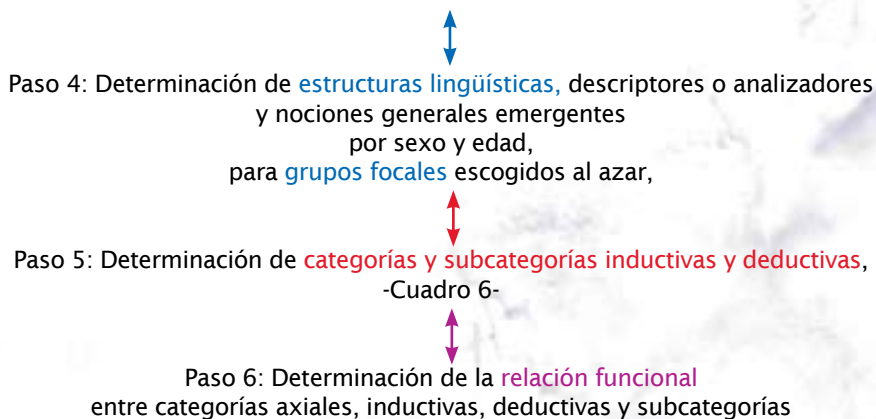 Paso 4: Determinación de estructuras lingüísticas, descriptores o analizadores
y nociones generales emergentes
por sexo y edad,
para grupos focales escogidos al azar,
Paso 5: Determinación de categorías y subcategorías inductivas y deductivas,
-Cuadro 6-
Paso 6: Determinación de la relación funcional
entre categorías axiales, inductivas, deductivas y subcategorías